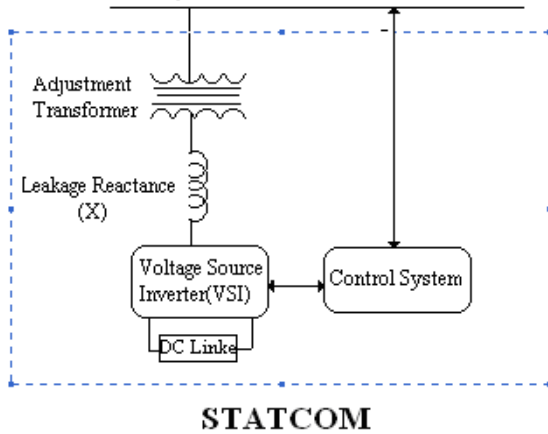 Adjustment
Transformer
Leakage Reactance
(X)
Voltage Source
Inverter(VSI)
Control System
DC Linke
STATCOM